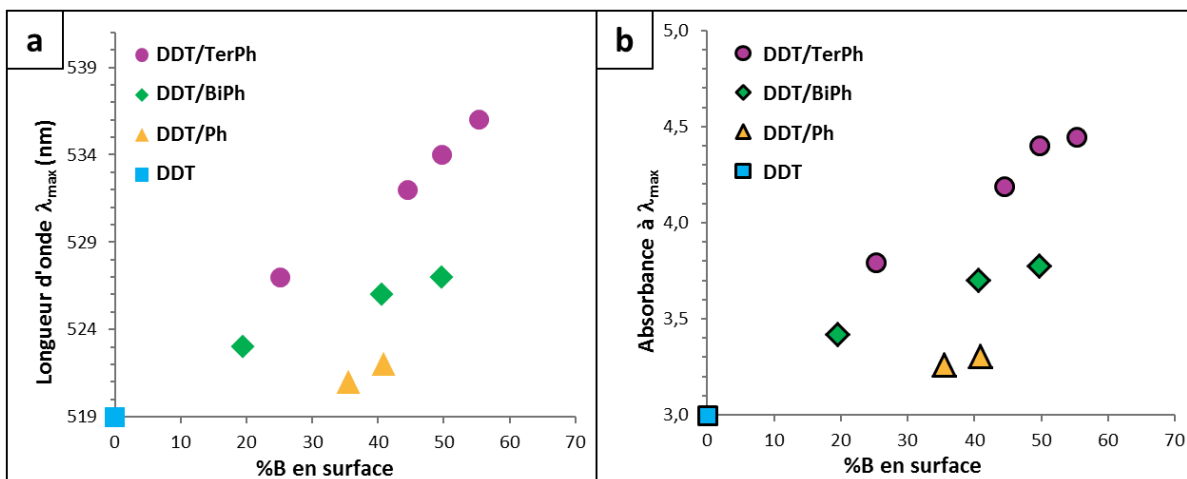 a
DDT/TerPh
DDT/BiPh
DDT/Ph
DDT
Longueur d'onde λmax (nm)
539
534
529
524
519
0 10 20 30 40 50 60 70
%B en surface
b
DDT/TerPh
DDT/BiPh
DDT/Ph
DDT
Absorbance à λmax
5,0
4,5
4,0
3,5
3,0
0 10 20 30 40 50 60 70
%B en surface